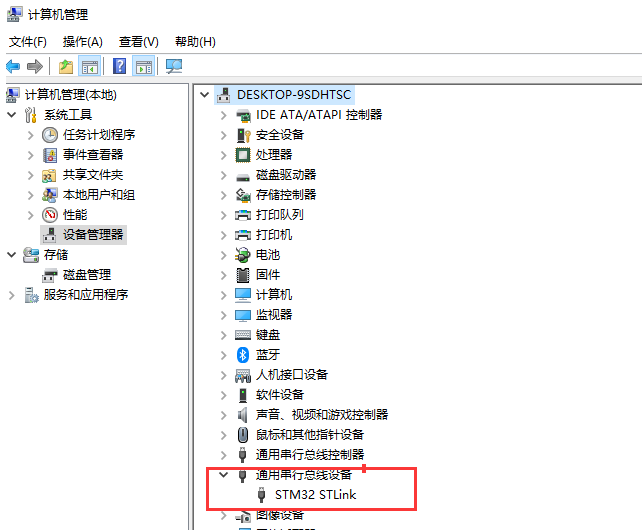 计算机管理
文件(F) 操作(A) 查看(V) 帮助(H)
计算机管理(本地)
系统工具
任务计划程序
事件查看器
共享文件夹
本地用户和组
性能
设备管理器
存储
磁盘管理
服务和应用程序
DESKTOP-9SDHTSC
IDE ATA/ATAPI 控制器
安全设备
处理器
磁盘驱动器
存储控制器
打印队列
打印机
电池
固件
计算机
监视器
键盘
蓝牙
人机接口设备
软件设备
声音、视频和游戏控制器
鼠标和其他指针设备
通用串行总线控制器
通用串行总线设备
STM32 STLink
图像设备